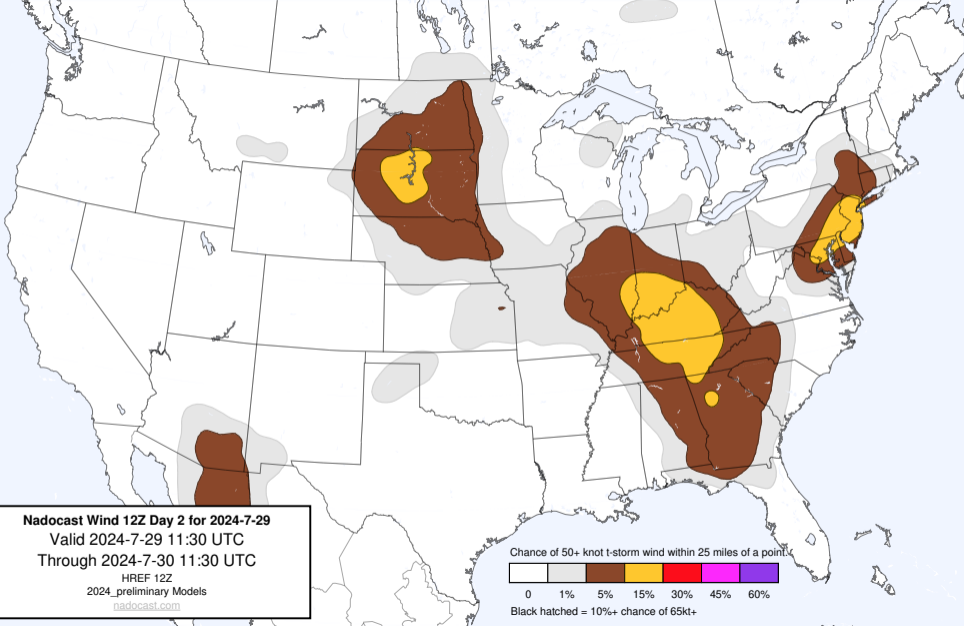 Nadocast Wind 12Z Day 2 for 2024-7-29
Valid 2024-7-29 11:30 UTC
Through 2024-7-30 11:30 UTC
HREF 12Z
2024_preliminary Models
nadocast.com
Chance of 50+ knot t-storm wind within 25 miles of a point.
0 1% 5% 15% 30% 45% 60%
Black hatched = 10%+ chance of 65kt+